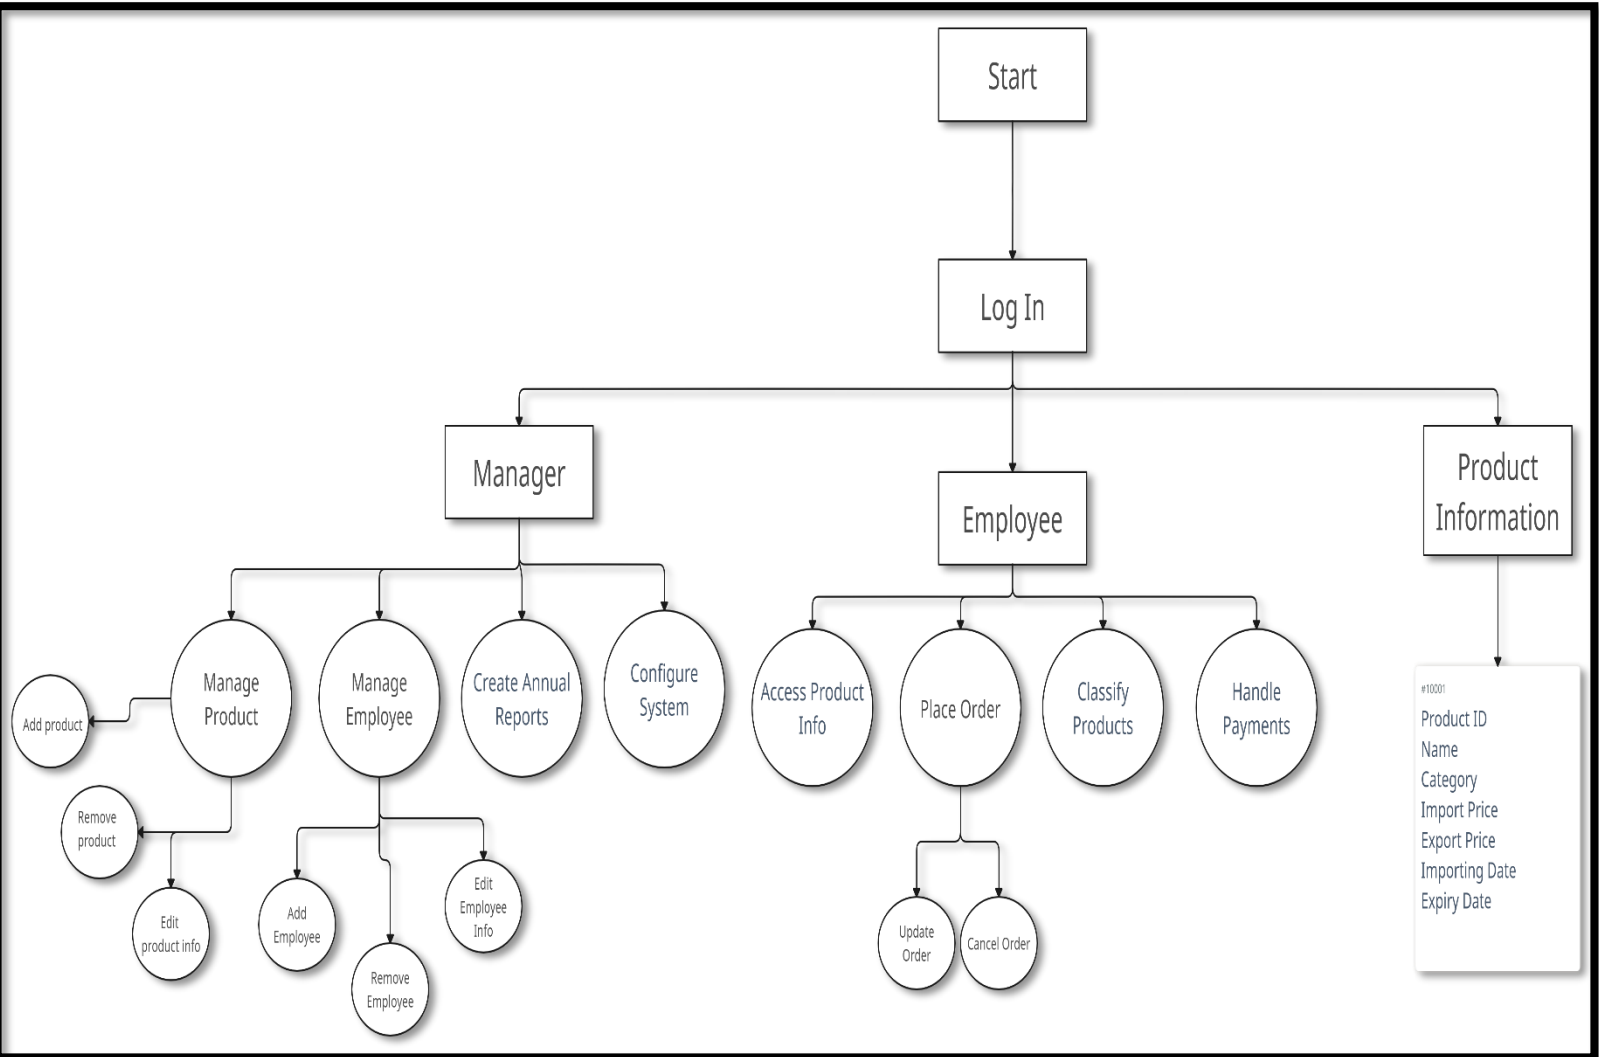 Start
Log In
Manager
Employee
Product
Information
Manage
Product
Manage
Employee
Create Annual
Reports
Configure
System
Access Product
Info
Place Order
Classify
Products
Handle
Payments
Add product
Remove
product
Edit
product info
Add
Employee
Remove
Employee
Edit
Employee
Info
Update
Order
Cancel Order
#10001
Product ID
Name
Category
Import Price
Export Price
Importing Date
Expiry Date